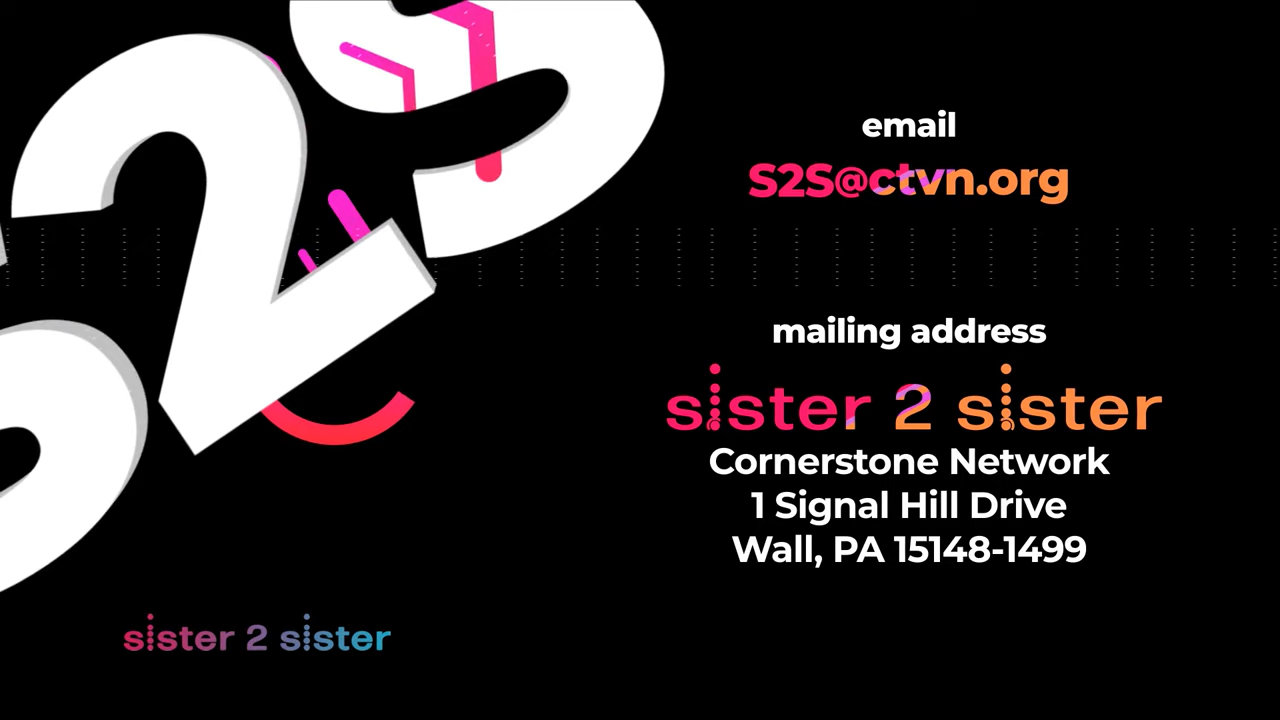 S2S
email
S2S@ctvn.org
mailing address
sister 2 sister
Cornerstone Network
1 Signal Hill Drive
Wall, PA 15148-1499
sister 2 sister